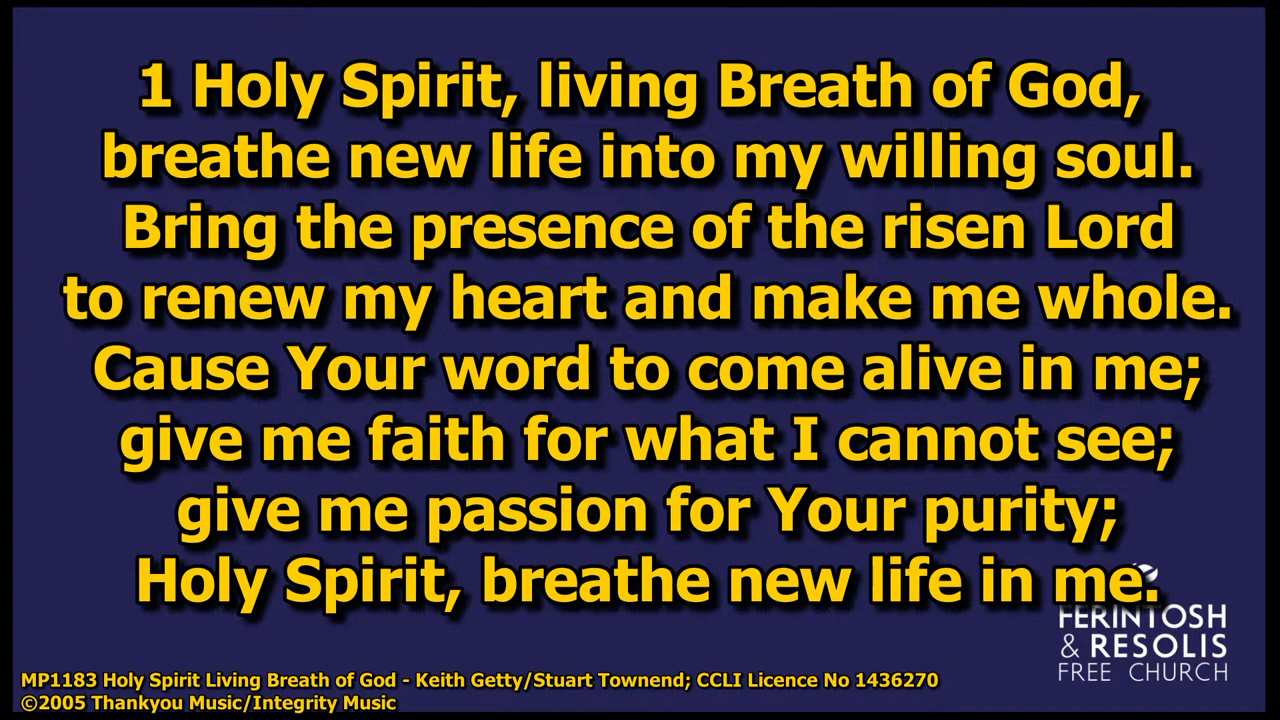 1 Holy Spirit, living Breath of God,
breathe new life into my willing soul.
Bring the presence of the risen Lord
to renew my heart and make me whole.
Cause Your word to come alive in me;
give me faith for what I cannot see;
give me passion for Your purity;
Holy Spirit, breathe new life in me.
FERINTOSH
& RESOLIS
FREE CHURCH
MP1183 Holy Spirit Living Breath of God - Keith Getty/Stuart Townend; CCLI Licence No 1436270
©2005 Thankyou Music/Integrity Music